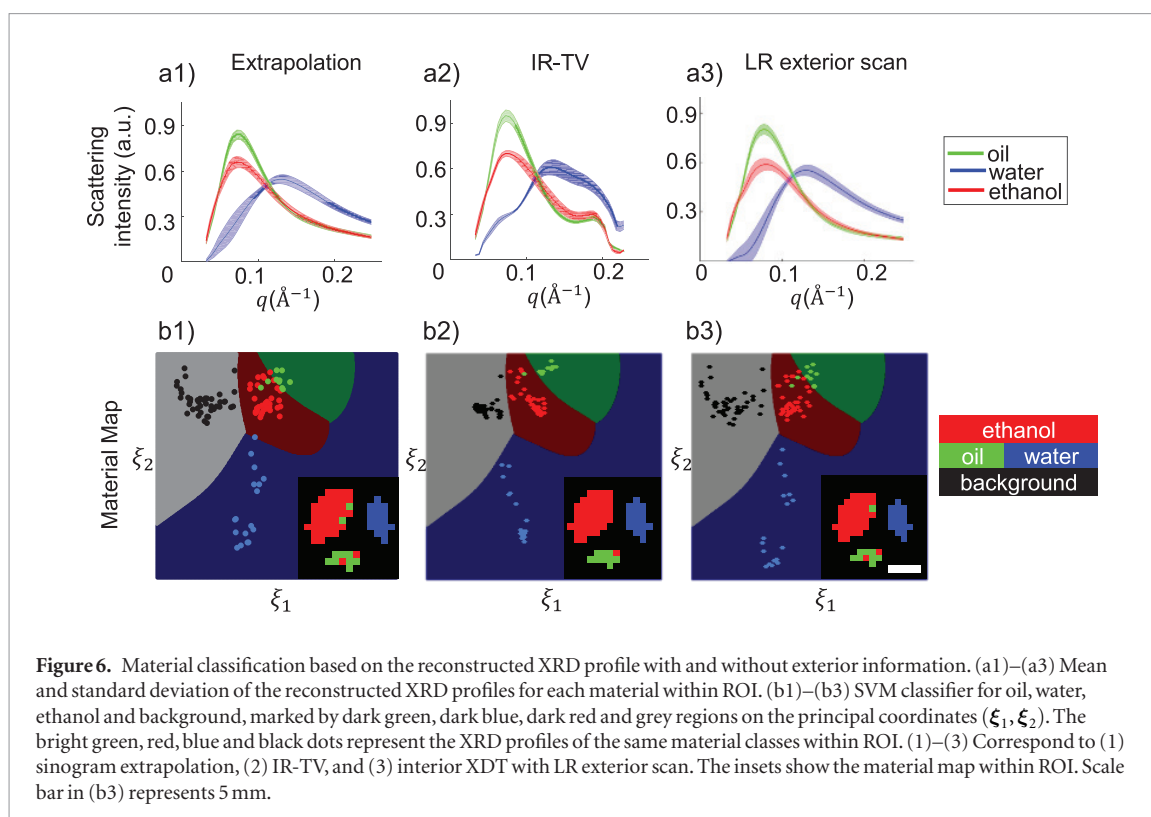 Extrapolation
IR-TV
LR exterior scan
a1)
a2)
a3)
Scattering
intensity (a.u.)
0.9
0.6
0.3
0
0.1
0.2
q(Å⁻¹)
0.9
0.6
0.3
0
0.1
0.2
q(Å⁻¹)
0.9
0.6
0.3
0
0.1
0.2
q(Å⁻¹)
oil
water
ethanol
b1)
b2)
b3)
Material Map
ξ₂
ξ₁
ξ₂
ξ₁
ξ₂
ξ₁
ethanol
oil water
background
Figure 6. Material classification based on the reconstructed XRD profile with and without exterior information. (a1)–(a3) Mean
and standard deviation of the reconstructed XRD profiles for each material within ROI. (b1)–(b3) SVM classifier for oil, water,
ethanol and background, marked by dark green, dark blue, dark red and grey regions on the principal coordinates (ξ₁, ξ₂). The
bright green, red, blue and black dots represent the XRD profiles of the same material classes within ROI. (1)–(3) Correspond to (1)
sinogram extrapolation, (2) IR-TV, and (3) interior XDT with LR exterior scan. The insets show the material map within ROI. Scale
bar in (b3) represents 5 mm.